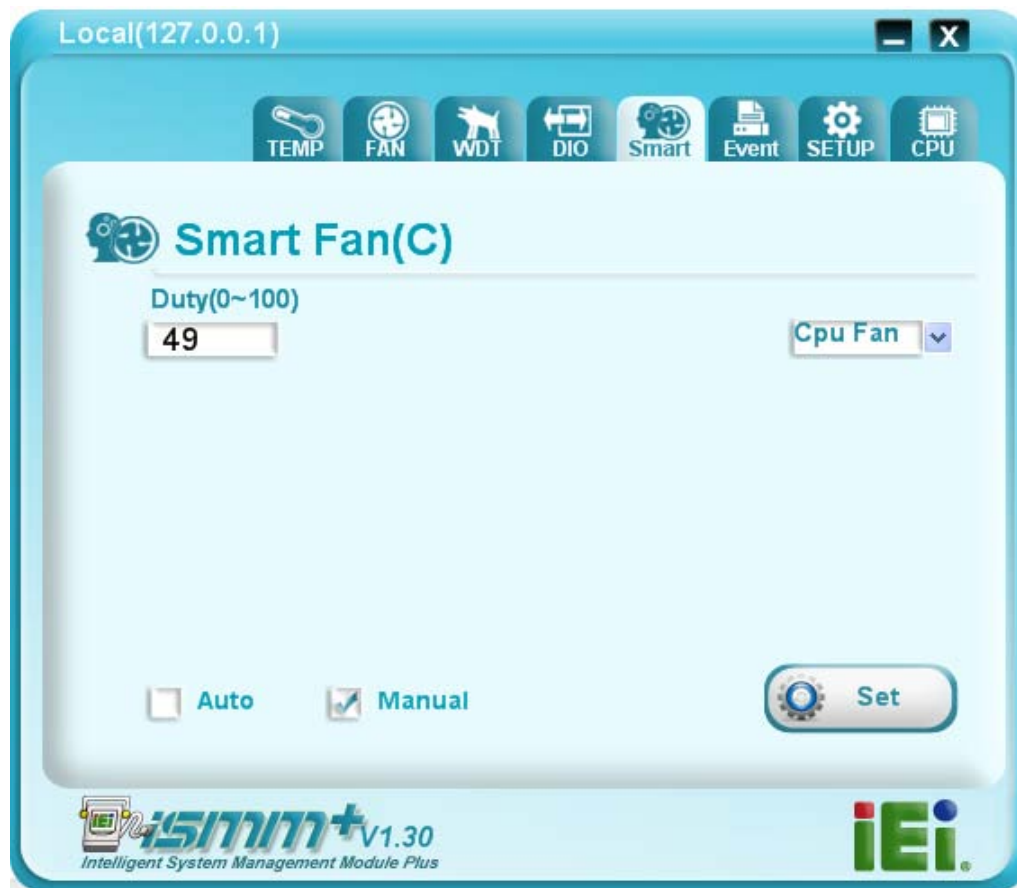 Local(127.0.0.1)
TEMP FAN WDT DIO Smart Event SETUP CPU
Smart Fan(C)
Duty(0~100)
49 Cpu Fan
Auto Manual Set
iEi ismm+ V1.30
Intelligent System Management Module Plus
iEi